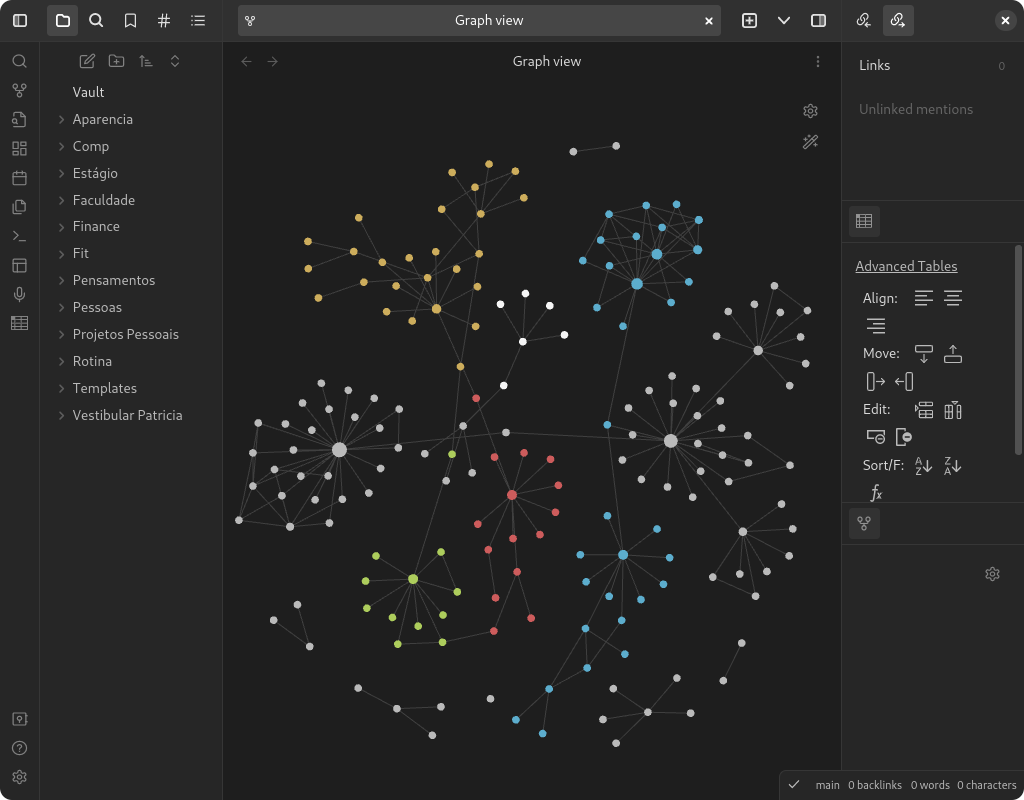 Graph view
Graph view
Vault
Aparencia
Comp
Estágio
Faculdade
Finance
Fit
Pensamentos
Pessoas
Projetos Pessoais
Rotina
Templates
Vestibular Patricia
Links 0
Unlinked mentions
Advanced Tables
Align:
Move:
Edit:
Sort/F:
A Z Z A
fx
main 0 backlinks 0 words 0 characters